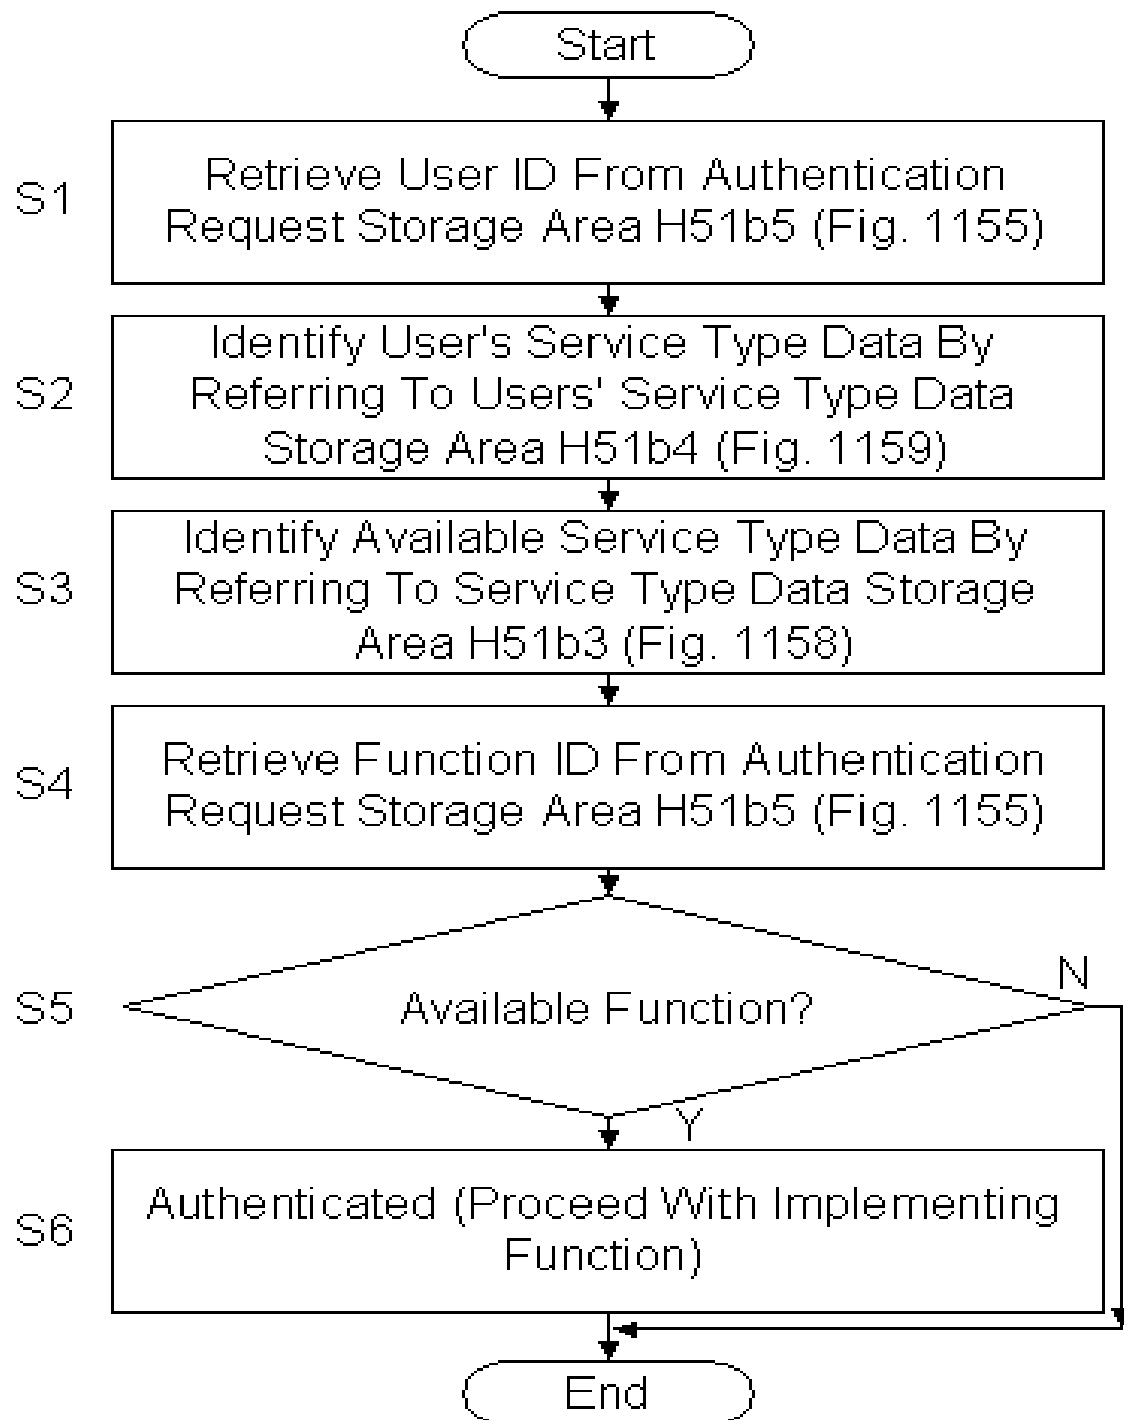 Start
S1
Retrieve User ID From Authentication
Request Storage Area H51b5 (Fig. 1155)
S2
Identify User's Service Type Data By
Referring To Users' Service Type Data
Storage Area H51b4 (Fig. 1159)
S3
Identify Available Service Type Data By
Referring To Service Type Data Storage
Area H51b3 (Fig. 1158)
S4
Retrieve Function ID From Authentication
Request Storage Area H51b5 (Fig. 1155)
S5
Available Function?
N
Y
S6
Authenticated (Proceed With Implementing
Function)
End